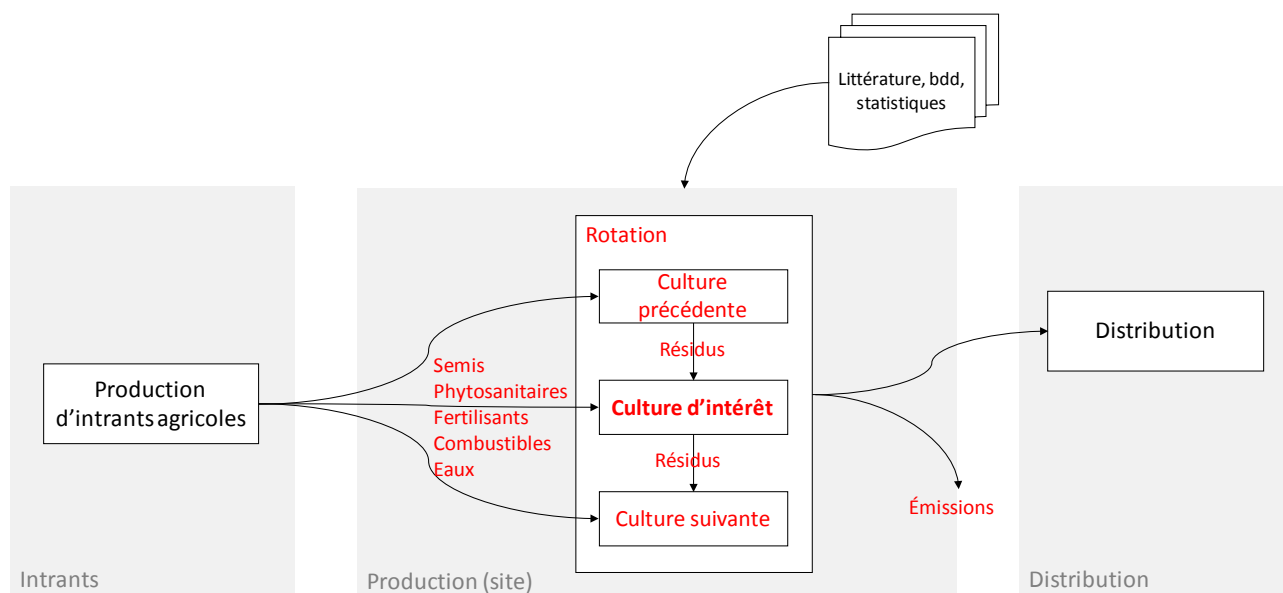 Littérature, bdd,
statistiques
Rotation
Culture
précédente
Résidus
Semis
Phytosanitaires
Fertilisants
Combustibles
Eaux
Production
d'intrants agricoles
Culture d'intérêt
Résidus
Culture suivante
Distribution
Émissions
Intrants
Production (site)
Distribution